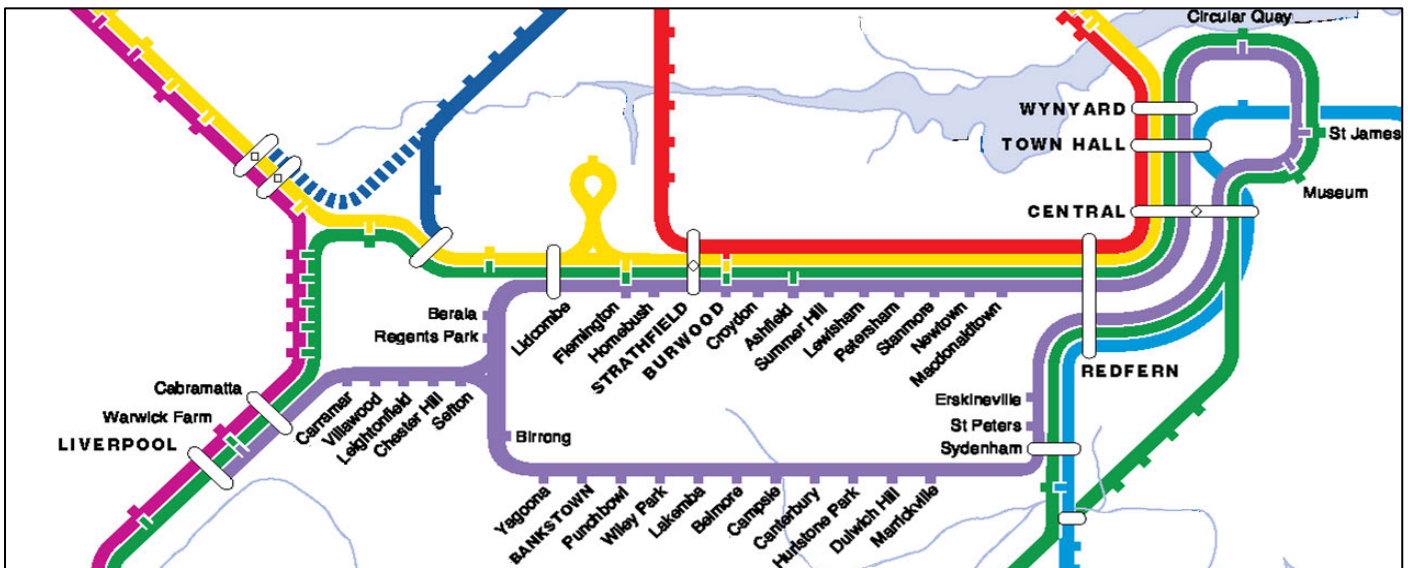 Circular Quay
WYNYARD
TOWN HALL
St James
CENTRAL
Museum
Berala
Regents Park
Lidcombe
Flemington
Homebush
STRATHFIELD
BURWOOD
Croydon
Ashfield
Summer Hill
Lewisham
Petersham
Stanmore
Newtown
Macdonaldtown
REDFERN
Cabramatta
Warwick Farm
LIVERPOOL
Carramar
Villawood
Leightonfield
Chester Hill
Sefton
Birrong
Erskineville
St Peters
Sydenham
Yagoona
BANKSTOWN
Punchbowl
Wiley Park
Lakemba
Belmore
Campsie
Canterbury
Hurlstone Park
Dulwich Hill
Marrickville